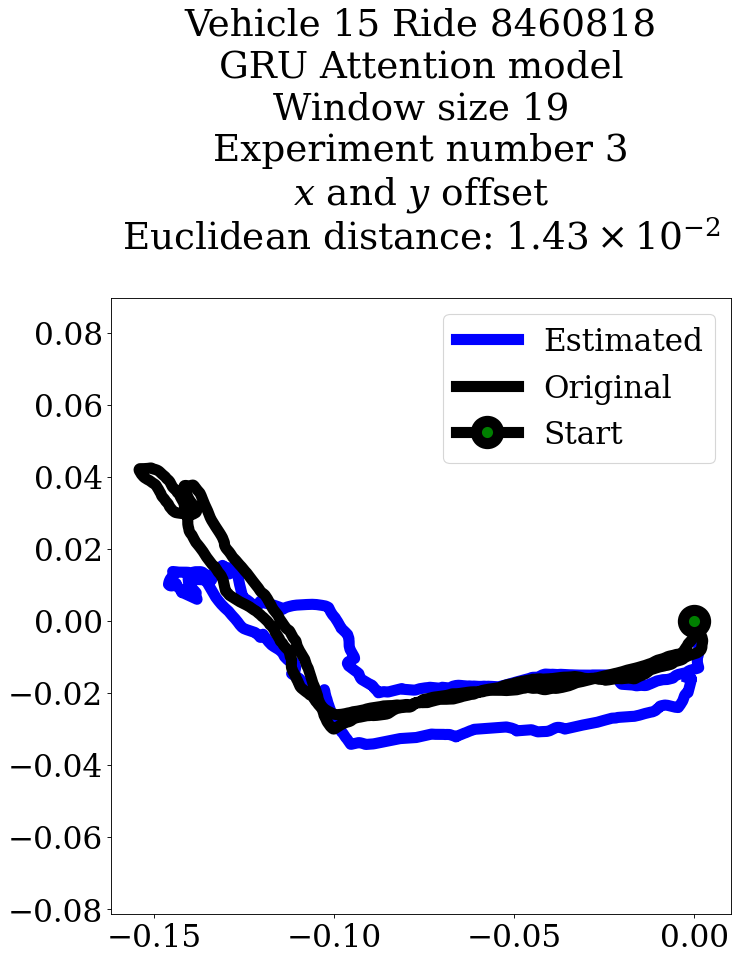 Vehicle 15 Ride 8460818
GRU Attention model
Window size 19
Experiment number 3
x and y offset
Euclidean distance: 1.43 × 10⁻²
Estimated
Original
Start
0.08
0.06
0.04
0.02
0.00
−0.02
−0.04
−0.06
−0.08
−0.15 −0.10 −0.05 0.00